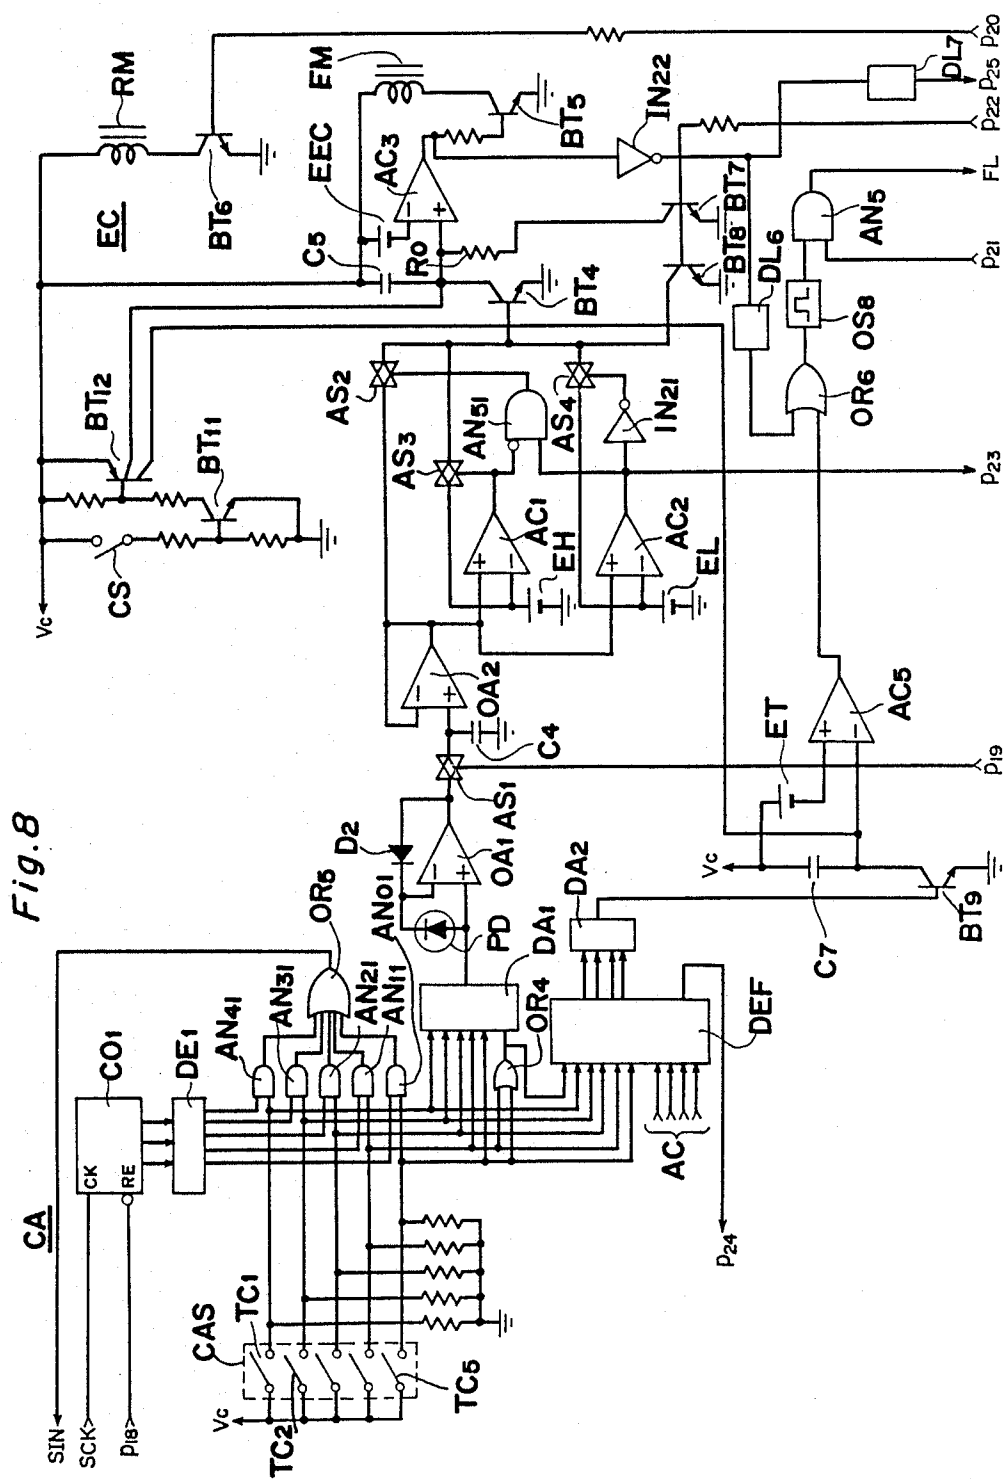 Fig.8
SIN
SCK
P18
CA
CO1
CK
RE
DE1
AN41
AN31
OR5
AN21
AN11
AN01
CAS
TC1
TC2
TC5
Vc
DA1
OR4
DEF
AC
P24
DA2
D2
PD
OA1
AS1
C4
OA2
P19
Vc
C7
BT9
ET
AC5
Vc
CS
BT11
BT12
AS2
AS3
AN51
AS4
AC1
EH
AC2
EL
IN21
P23
OR6
OS8
DL6
AN5
P21
FL
EC
RM
BT6
C5
EEC
AC3
EM
BT5
R0
BT4
IN22
BT7
BT8
P22
DL7
P25
P20